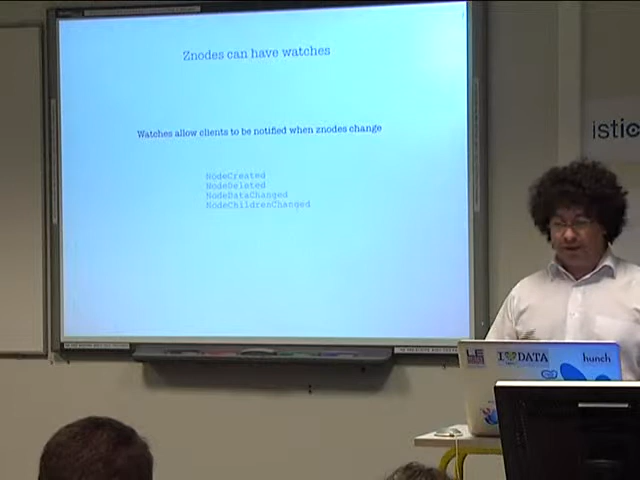 Znodes can have watches
Watches allow clients to be notified when znodes change
NodeCreated
NodeDeleted
NodeDataChanged
NodeChildrenChanged
istic
I DATA
hunch